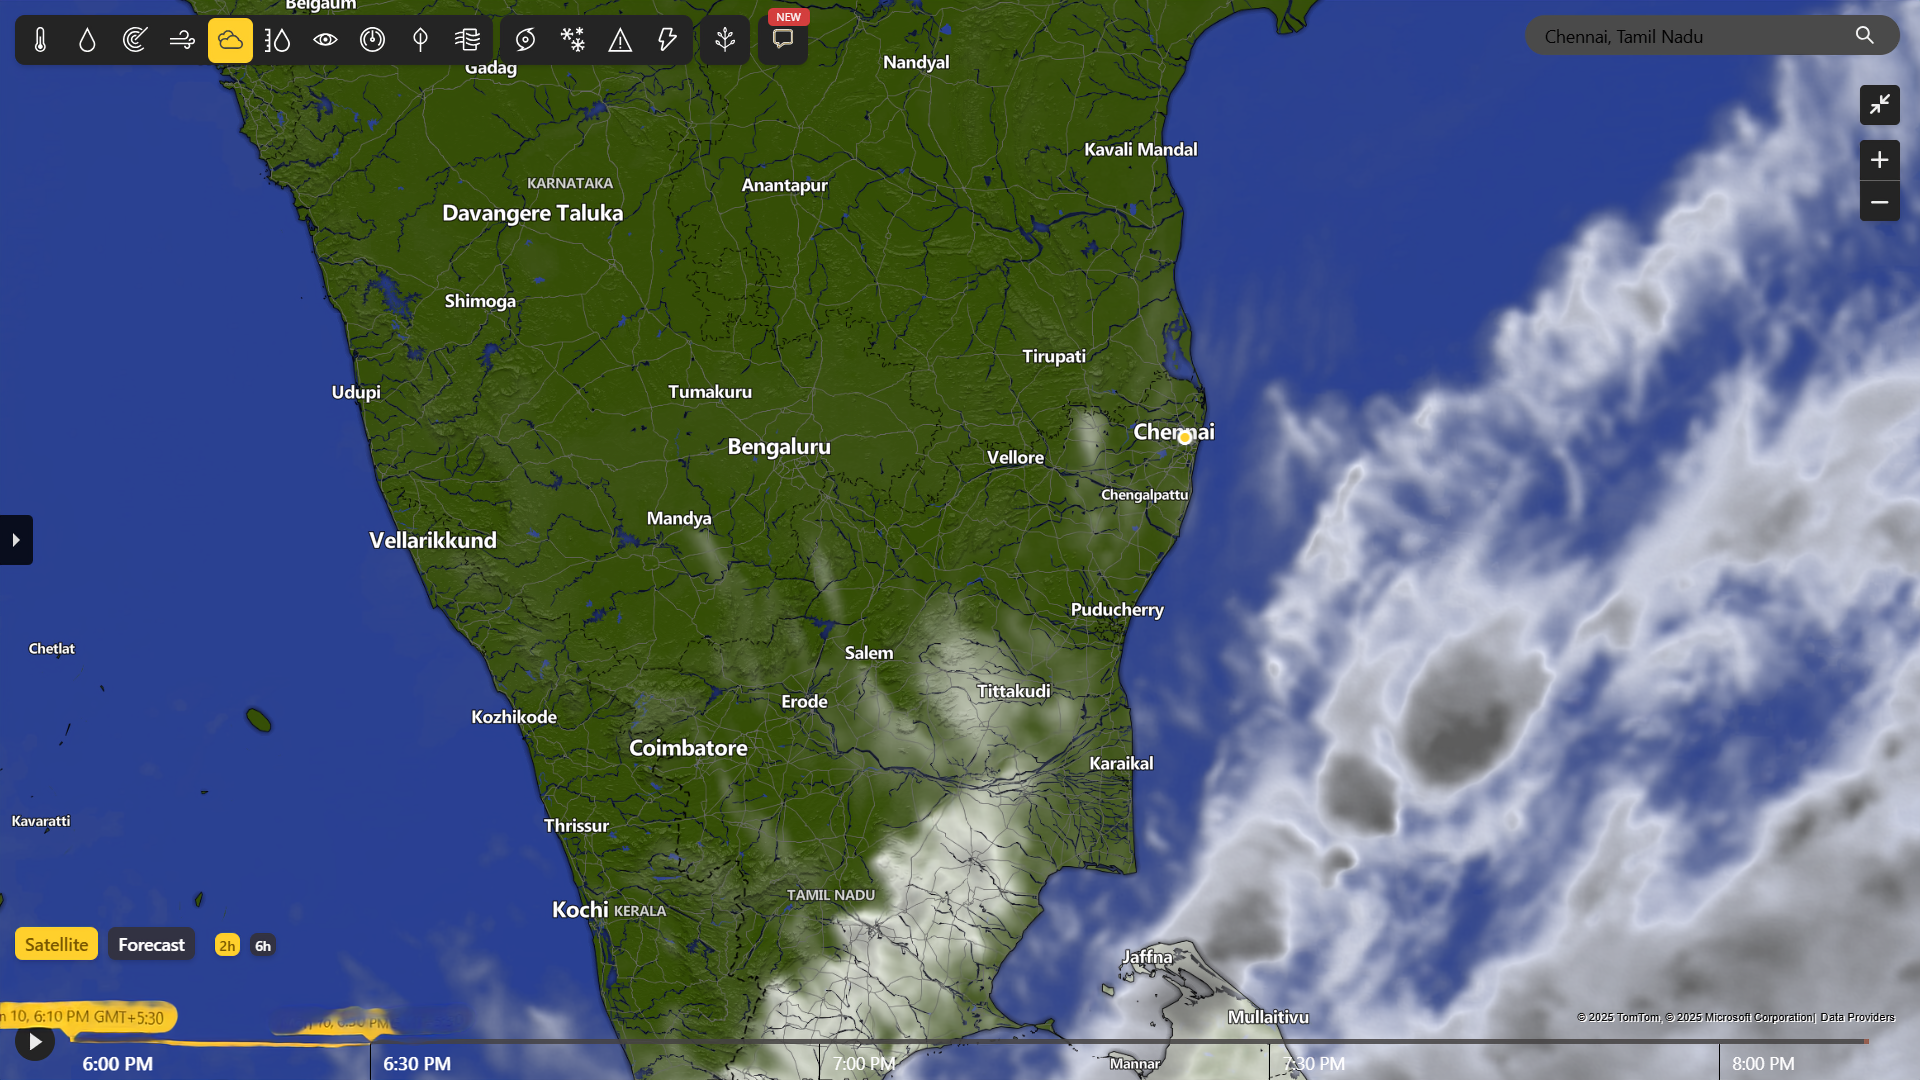 Belgaum
NEW
Chennai, Tamil Nadu
Gadag
Nandyal
Kavali Mandal
KARNATAKA
Anantapur
Davangere Taluka
Shimoga
Tirupati
Udupi
Tumakuru
Chennai
Bengaluru
Vellore
Chengalpattu
Mandya
Vellarikkund
Puducherry
Chetlat
Salem
Tittakudi
Erode
Kozhikode
Coimbatore
Karaikal
Kavaratti
Thrissur
TAMIL NADU
Kochi KERALA
Satellite Forecast 2h 6h
Jaffna
10, 6:10 PM GMT+5:30
Mullaitivu
© 2025 TomTom, © 2025 Microsoft Corporation| Data Providers
6:00 PM 6:30 PM 7:00 PM Mannar 7:30 PM 8:00 PM